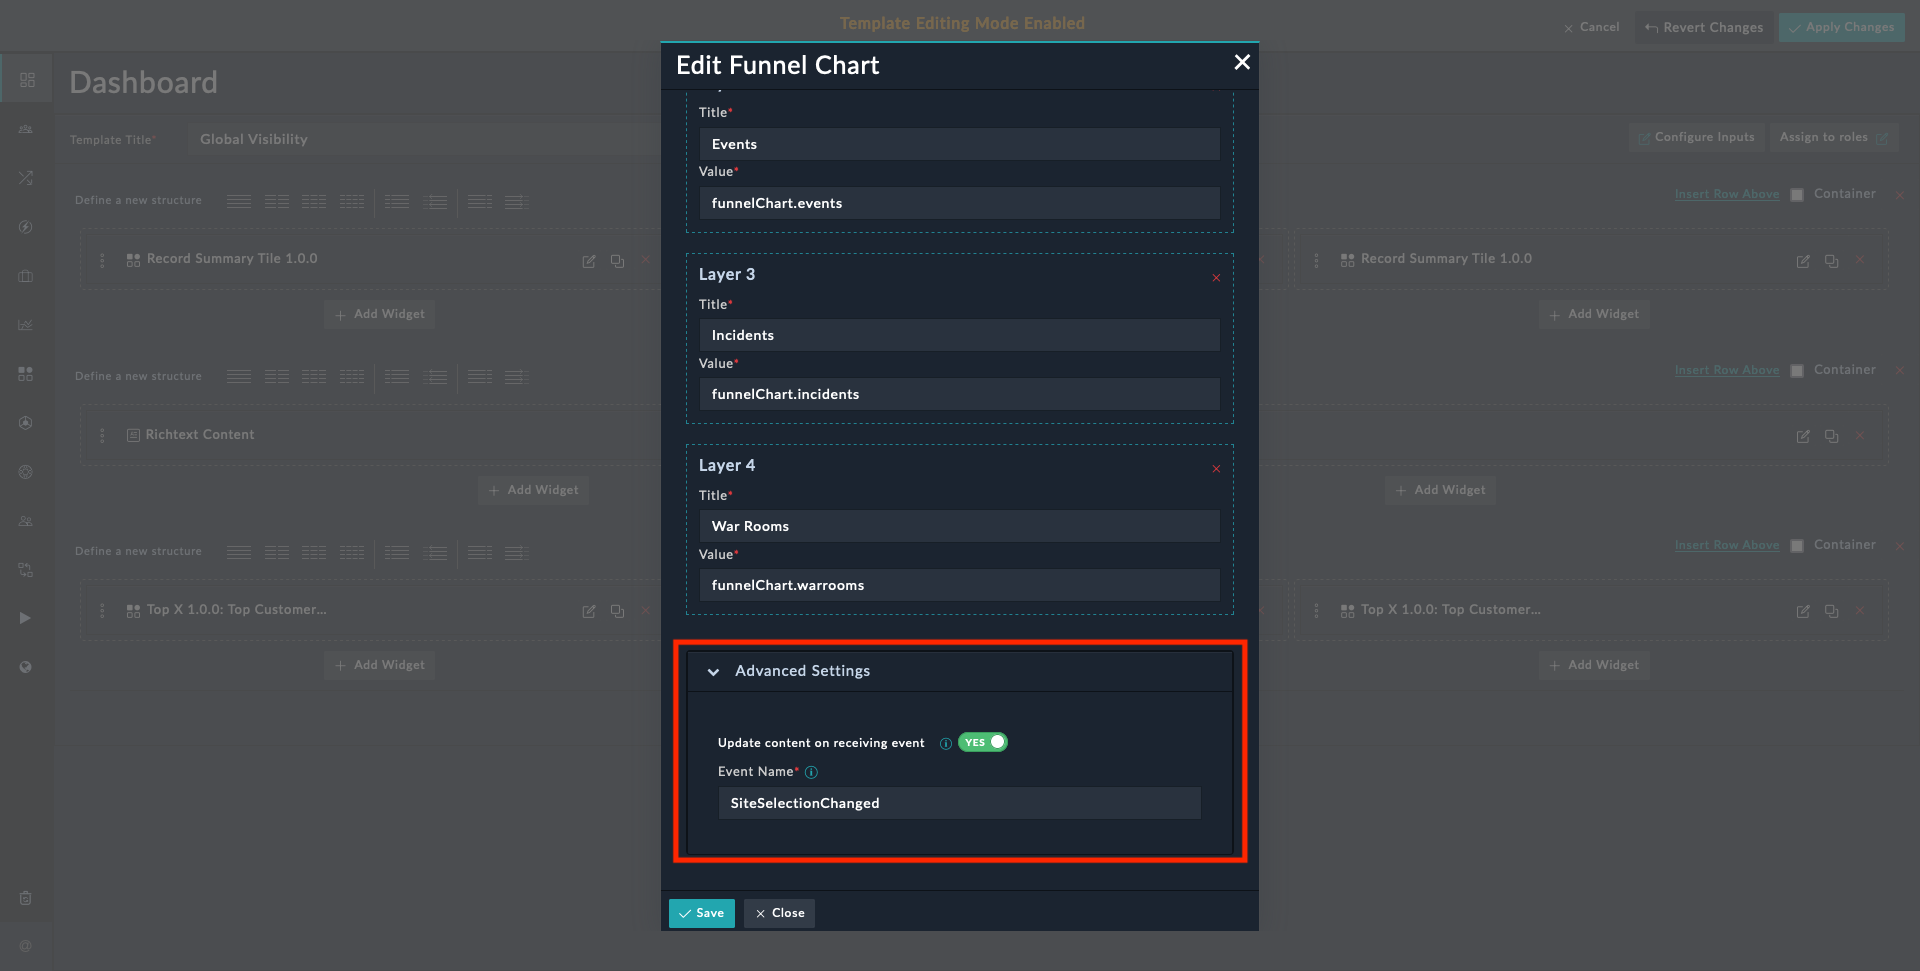 Template Editing Mode Enabled
Cancel
Revert Changes
Apply Changes
Edit Funnel Chart
Dashboard
Template Title*
Global Visibility
Configure Inputs
Assign to roles
Title*
Events
Value*
funnelChart.events
Define a new structure
Insert Row Above
Container
Record Summary Tile 1.0.0
Record Summary Tile 1.0.0
Add Widget
Add Widget
Layer 3
Title*
Incidents
Value*
funnelChart.incidents
Define a new structure
Insert Row Above
Container
Richtext Content
Add Widget
Add Widget
Layer 4
Title*
War Rooms
Value*
funnelChart.warrooms
Define a new structure
Insert Row Above
Container
Top X 1.0.0: Top Customer...
Top X 1.0.0: Top Customer...
Add Widget
Add Widget
Advanced Settings
Update content on receiving event
YES
Event Name*
SiteSelectionChanged
Save
Close